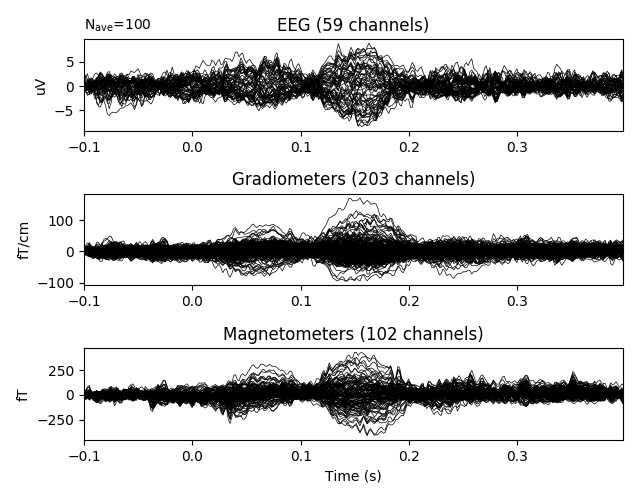 N_ave=100
EEG (59 channels)
uV
5
0
−5
−0.1 0.0 0.1 0.2 0.3
Gradiometers (203 channels)
fT/cm
100
0
−100
−0.1 0.0 0.1 0.2 0.3
Magnetometers (102 channels)
fT
250
0
−250
−0.1 0.0 0.1 0.2 0.3
Time (s)